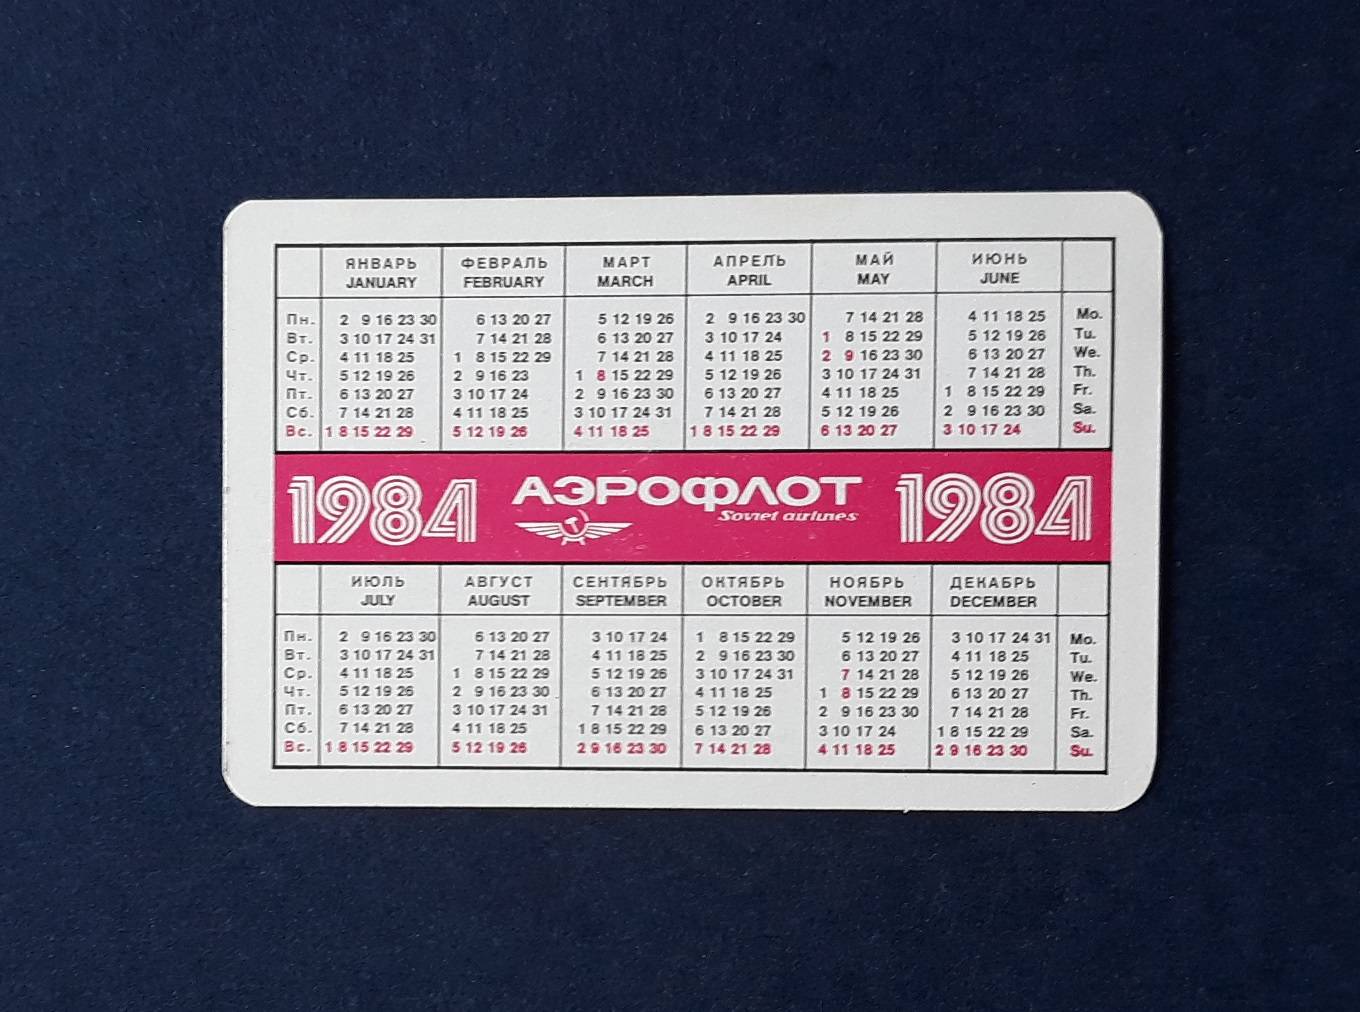 ЯНВАРЬ ФЕВРАЛЬ МАРТ АПРЕЛЬ МАЙ ИЮНЬ
JANUARY FEBRUARY MARCH APRIL MAY JUNE
Пн. 2 9 16 23 30 6 13 20 27 5 12 19 26 2 9 16 23 30 7 14 21 28 4 11 18 25 Mo.
Вт. 3 10 17 24 31 7 14 21 28 6 13 20 27 3 10 17 24 1 8 15 22 29 5 12 19 26 Tu.
Ср. 4 11 18 25 1 8 15 22 29 7 14 21 28 4 11 18 25 2 9 16 23 30 6 13 20 27 We.
Чт. 5 12 19 26 2 9 16 23 1 8 15 22 29 5 12 19 26 3 10 17 24 31 7 14 21 28 Th.
Пт. 6 13 20 27 3 10 17 24 2 9 16 23 30 6 13 20 27 4 11 18 25 1 8 15 22 29 Fr.
Сб. 7 14 21 28 4 11 18 25 3 10 17 24 31 7 14 21 28 5 12 19 26 2 9 16 23 30 Sa.
Вс. 1 8 15 22 29 5 12 19 26 4 11 18 25 1 8 15 22 29 6 13 20 27 3 10 17 24 Su.
1984 АЭРОФЛОТ 1984
Soviet airlines
ИЮЛЬ АВГУСТ СЕНТЯБРЬ ОКТЯБРЬ НОЯБРЬ ДЕКАБРЬ
JULY AUGUST SEPTEMBER OCTOBER NOVEMBER DECEMBER
Пн. 2 9 16 23 30 6 13 20 27 3 10 17 24 1 8 15 22 29 5 12 19 26 3 10 17 24 31 Mo.
Вт. 3 10 17 24 31 7 14 21 28 4 11 18 25 2 9 16 23 30 6 13 20 27 4 11 18 25 Tu.
Ср. 4 11 18 25 1 8 15 22 29 5 12 19 26 3 10 17 24 31 7 14 21 28 5 12 19 26 We.
Чт. 5 12 19 26 2 9 16 23 30 6 13 20 27 4 11 18 25 1 8 15 22 29 6 13 20 27 Th.
Пт. 6 13 20 27 3 10 17 24 31 7 14 21 28 5 12 19 26 2 9 16 23 30 7 14 21 28 Fr.
Сб. 7 14 21 28 4 11 18 25 1 8 15 22 29 6 13 20 27 3 10 17 24 1 8 15 22 29 Sa.
Вс. 1 8 15 22 29 5 12 19 26 2 9 16 23 30 7 14 21 28 4 11 18 25 2 9 16 23 30 Su.